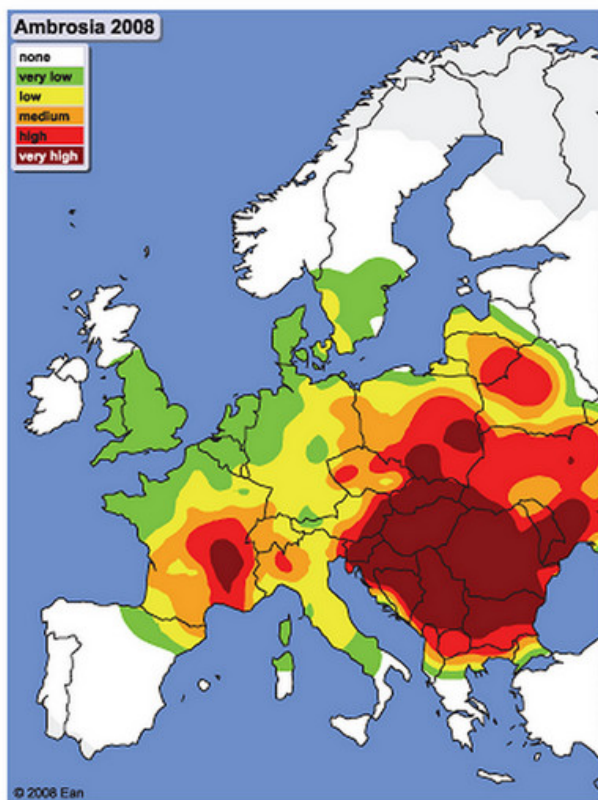 Ambrosia 2008
none
very low
low
medium
high
very high
© 2008 Ean